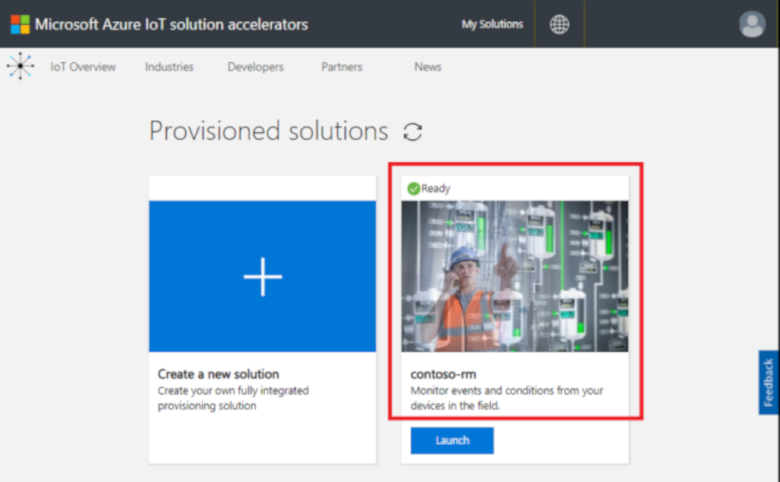 Microsoft Azure IoT solution accelerators
My Solutions
IoT Overview
Industries
Developers
Partners
News
Provisioned solutions
Ready
Create a new solution
Create your own fully integrated
provisioning solution
contoso-rm
Monitor events and conditions from your
devices in the field.
Launch
Feedback